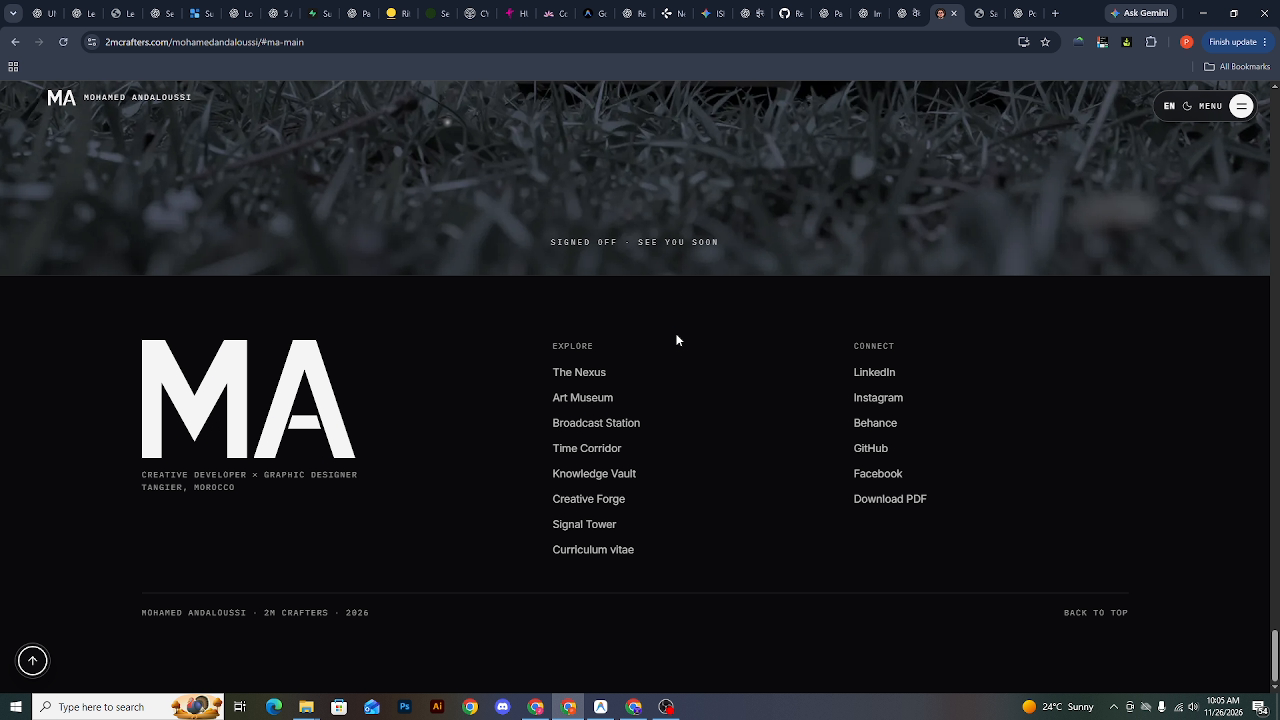 2mcrafters.com/mohamedandaloussi/#ma-main
Ask Gemini
Finish update
All Bookmarks
MA MOHAMED ANDALOUSSI
EN MENU
SIGNED OFF · SEE YOU SOON
MA
CREATIVE DEVELOPER × GRAPHIC DESIGNER
TANGIER, MOROCCO
EXPLORE
The Nexus
Art Museum
Broadcast Station
Time Corridor
Knowledge Vault
Creative Forge
Signal Tower
Curriculum vitae
CONNECT
LinkedIn
Instagram
Behance
GitHub
Facebook
Download PDF
MOHAMED ANDALOUSSI · 2M CRAFTERS · 2026
BACK TO TOP
Type here to search
Ps
Ai
24°C Sunny
10:05 AM
11/26/2026